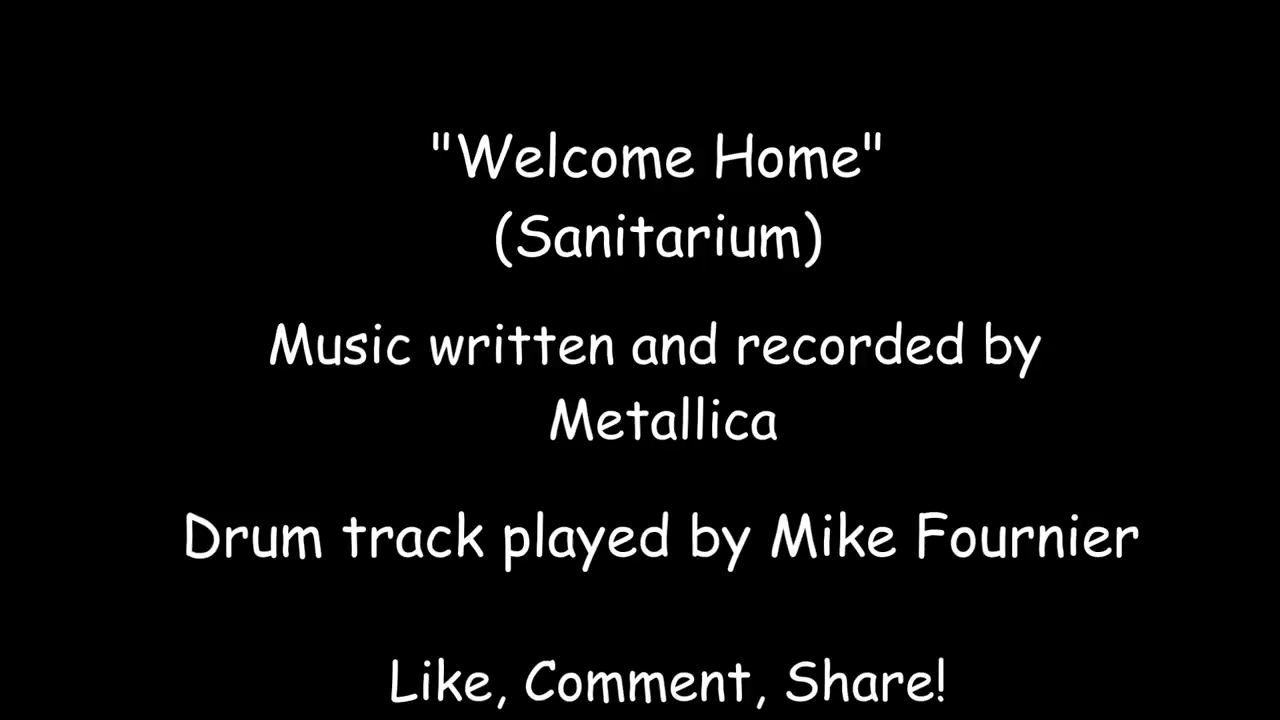 "Welcome Home"
(Sanitarium)
Music written and recorded by
Metallica
Drum track played by Mike Fournier
Like, Comment, Share!